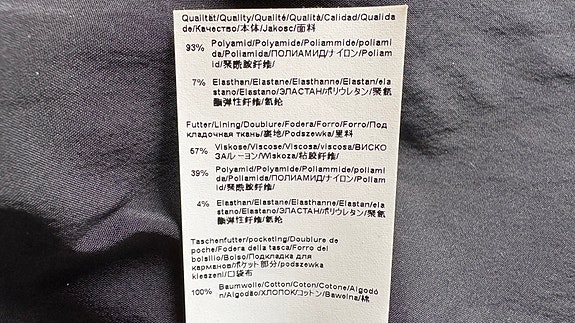 Qualität/Quality/Qualité/Qualità/Calidad/Qualida
de/Качество/本体/Jakosc/面料
93% Polyamid/Polyamide/Poliammide/poliami
da/Poliamida/ПОЛИАМИД/ナイロン/Poliam
id/聚酰胺纤维/
7% Elasthan/Elastane/Elasthanne/Elastan/ela
stano/Elastano/ЭЛАСТАН/ポリウレタン/聚氨
酯弹性纤维/氨纶
Futter/Lining/Doublure/Fodera/Forro/Forro/Под
кладочная ткань/裏地/Podszewka/里料
57% Viskose/Viscose/Viscosa/viscosa/ВИСКО
ЗА/レーヨン/Wiskoza/粘胶纤维/
39% Polyamid/Polyamide/Poliammide/poliami
da/Poliamida/ПОЛИАМИД/ナイロン/Poliam
id/聚酰胺纤维/
4% Elasthan/Elastane/Elasthanne/Elastan/ela
stano/Elastano/ЭЛАСТАН/ポリウレタン/聚氨
酯弹性纤维/氨纶
Taschenfutter/pocketing/Doublure de
poche/Fodera della tasca/Forro del
bolsillo/Bolso/Подкладка для
карманов/ポケット部分/podszewka
kieszeni/口袋布
100% Baumwolle/Cotton/Coton/Cotone/Algodó
n/Algodão/ХЛОПОК/コットン/Bawełna/棉